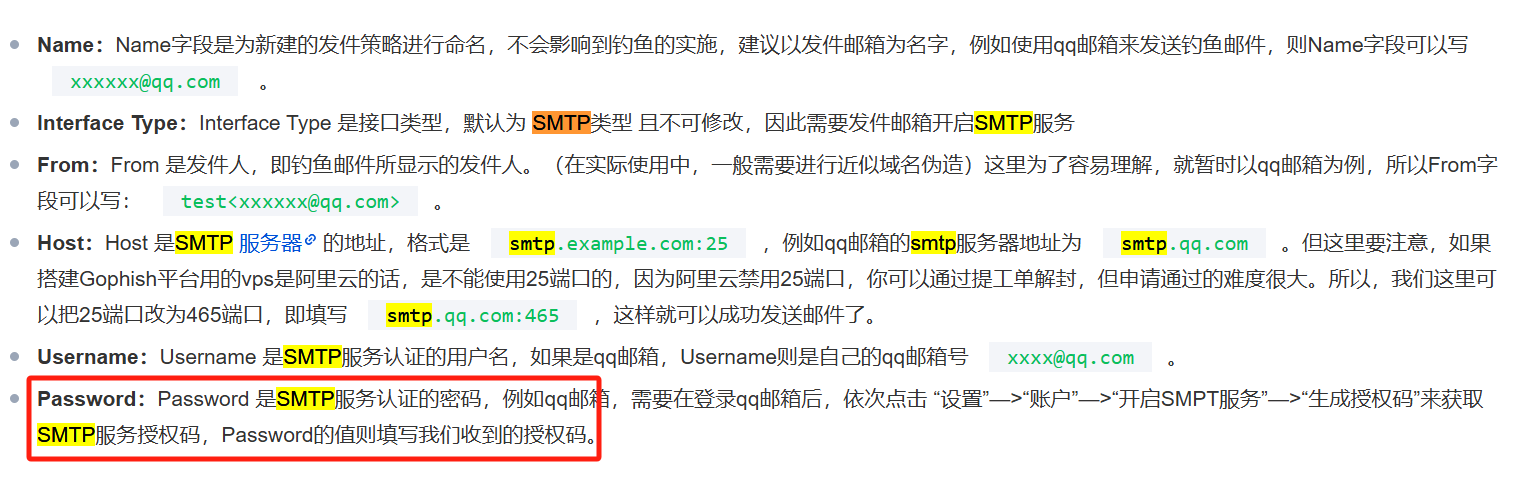 Name：Name字段是为新建的发件策略进行命名，不会影响到钓鱼的实施，建议以发件邮箱为名字，例如使用qq邮箱来发送钓鱼邮件，则Name字段可以写
xxxxxx@qq.com 。
Interface Type：Interface Type 是接口类型，默认为 SMTP类型 且不可修改，因此需要发件邮箱开启SMTP服务
From：From 是发件人，即钓鱼邮件所显示的发件人。（在实际使用中，一般需要进行近似域名伪造）这里为了容易理解，就暂时以qq邮箱为例，所以From字
段可以写： test<xxxxxx@qq.com> 。
Host：Host 是SMTP 服务器 的地址，格式是 smtp.example.com:25 ，例如qq邮箱的smtp服务器地址为 smtp.qq.com 。但这里要注意，如果
搭建Gophish平台用的vps是阿里云的话，是不能使用25端口的，因为阿里云禁用25端口，你可以通过提工单解封，但申请通过的难度很大。所以，我们这里可
以把25端口改为465端口，即填写 smtp.qq.com:465 ，这样就可以成功发送邮件了。
Username：Username 是SMTP服务认证的用户名，如果是qq邮箱，Username则是自己的qq邮箱号 xxxx@qq.com 。
Password：Password 是SMTP服务认证的密码，例如qq邮箱，需要在登录qq邮箱后，依次点击 “设置”—>“账户”—>“开启SMPT服务”—>“生成授权码”来获取
SMTP服务授权码，Password的值则填写我们收到的授权码。